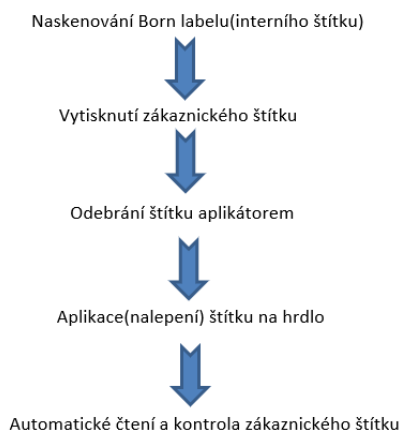 Naskenování Born labelu(interního štítku)
Vytisknutí zákaznického štítku
Odebrání štítku aplikátorem
Aplikace(nalepení) štítku na hrdlo
Automatické čtení a kontrola zákaznického štítku